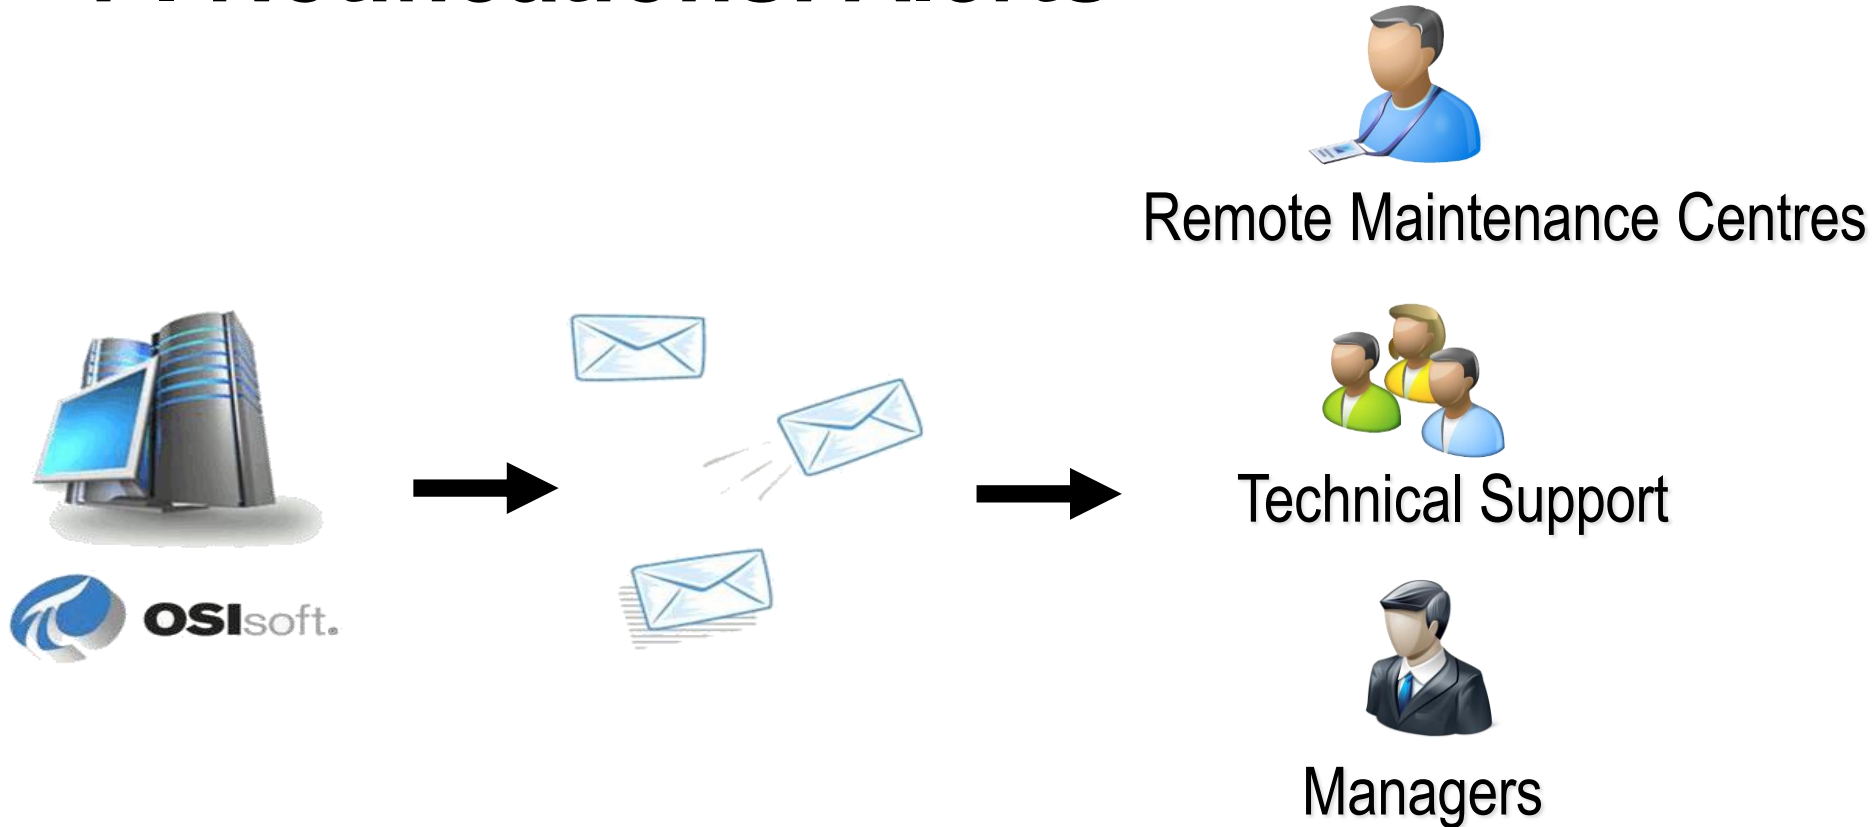 Remote Maintenance Centres
Technical Support
OSIsoft.
Managers